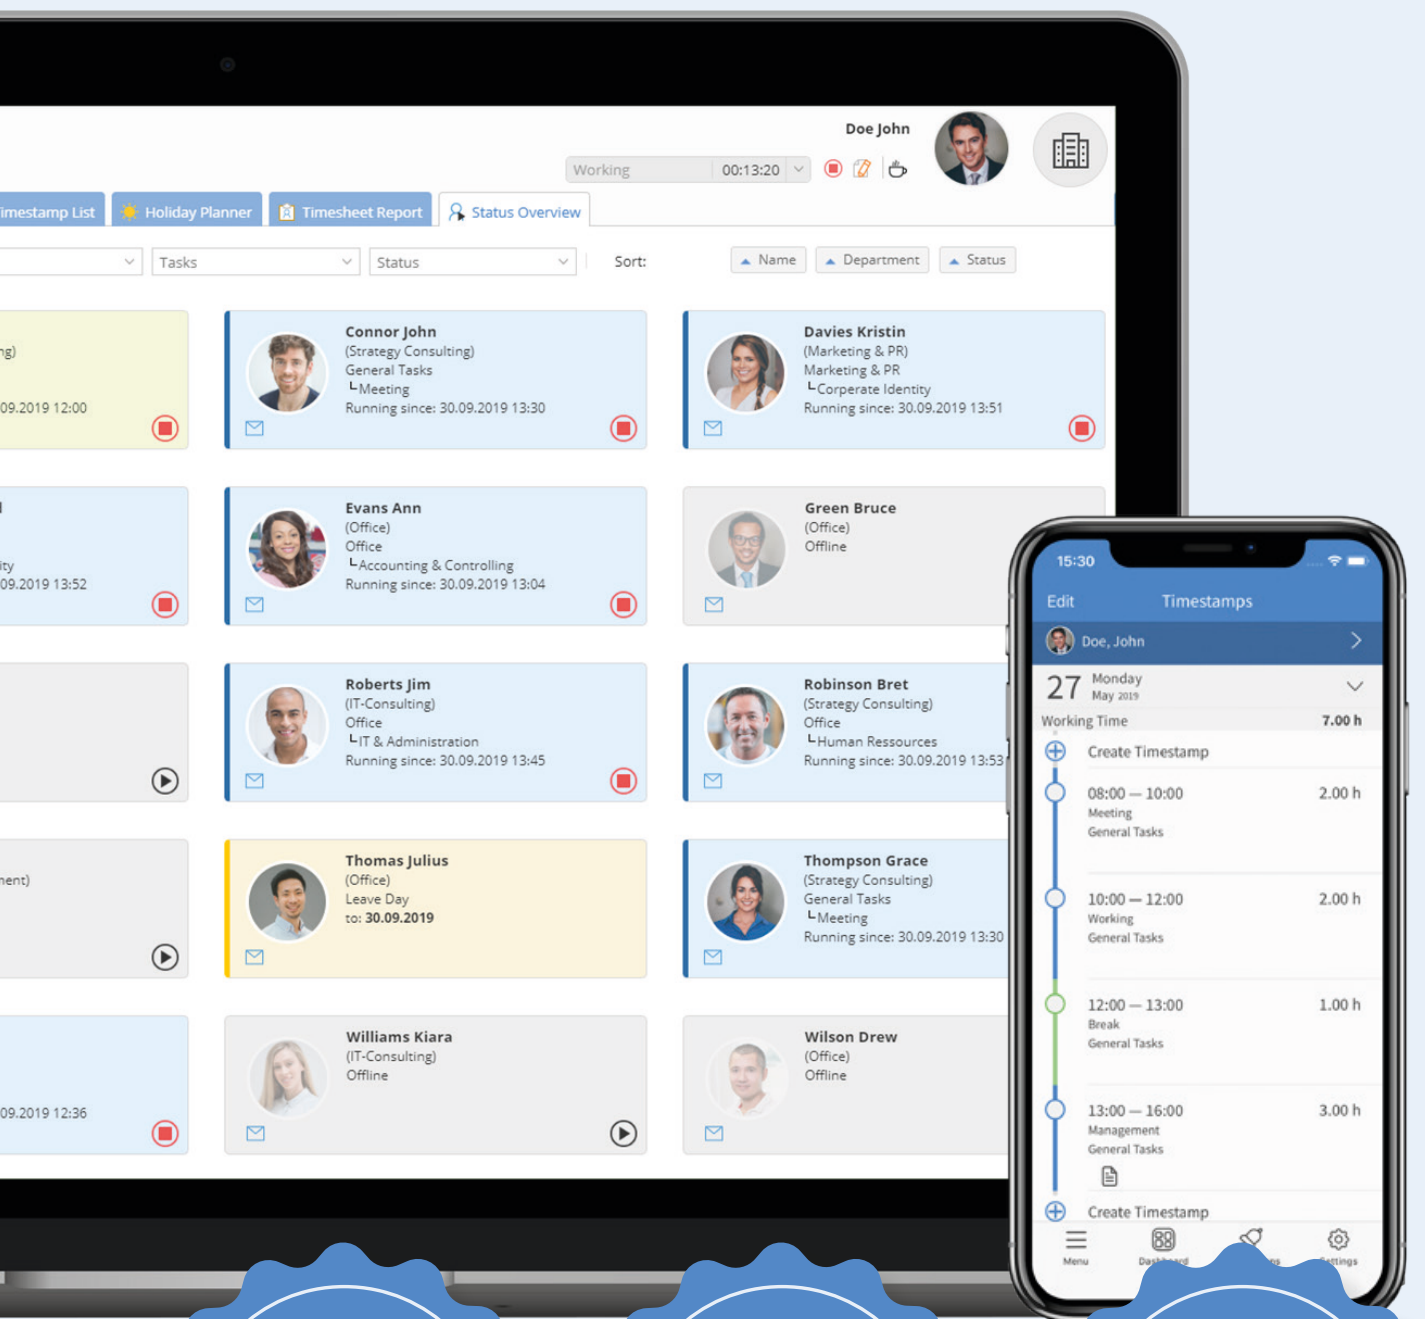 Doe John
Working 00:13:20
Timestamp List Holiday Planner Timesheet Report Status Overview
Tasks Status Sort: Name Department Status
09.2019 12:00
Connor John
(Strategy Consulting)
General Tasks
Meeting
Running since: 30.09.2019 13:30
Davies Kristin
(Marketing & PR)
Marketing & PR
Corperate Identity
Running since: 30.09.2019 13:51
09.2019 13:52
Evans Ann
(Office)
Office
Accounting & Controlling
Running since: 30.09.2019 13:04
Green Bruce
(Office)
Offline
Roberts Jim
(IT-Consulting)
Office
IT & Administration
Running since: 30.09.2019 13:45
Robinson Bret
(Strategy Consulting)
Office
Human Ressources
Running since: 30.09.2019 13:53
Thomas Julius
(Office)
Leave Day
to: 30.09.2019
Thompson Grace
(Strategy Consulting)
General Tasks
Meeting
Running since: 30.09.2019 13:30
09.2019 12:36
Williams Kiara
(IT-Consulting)
Offline
Wilson Drew
(Office)
Offline
15:30
Edit Timestamps
Doe, John
27 Monday
May 2019
Working Time 7.00 h
Create Timestamp
08:00 — 10:00 2.00 h
Meeting
General Tasks
10:00 — 12:00 2.00 h
Working
General Tasks
12:00 — 13:00 1.00 h
Break
General Tasks
13:00 — 16:00 3.00 h
Management
General Tasks
Create Timestamp
Menu Dashboard Settings